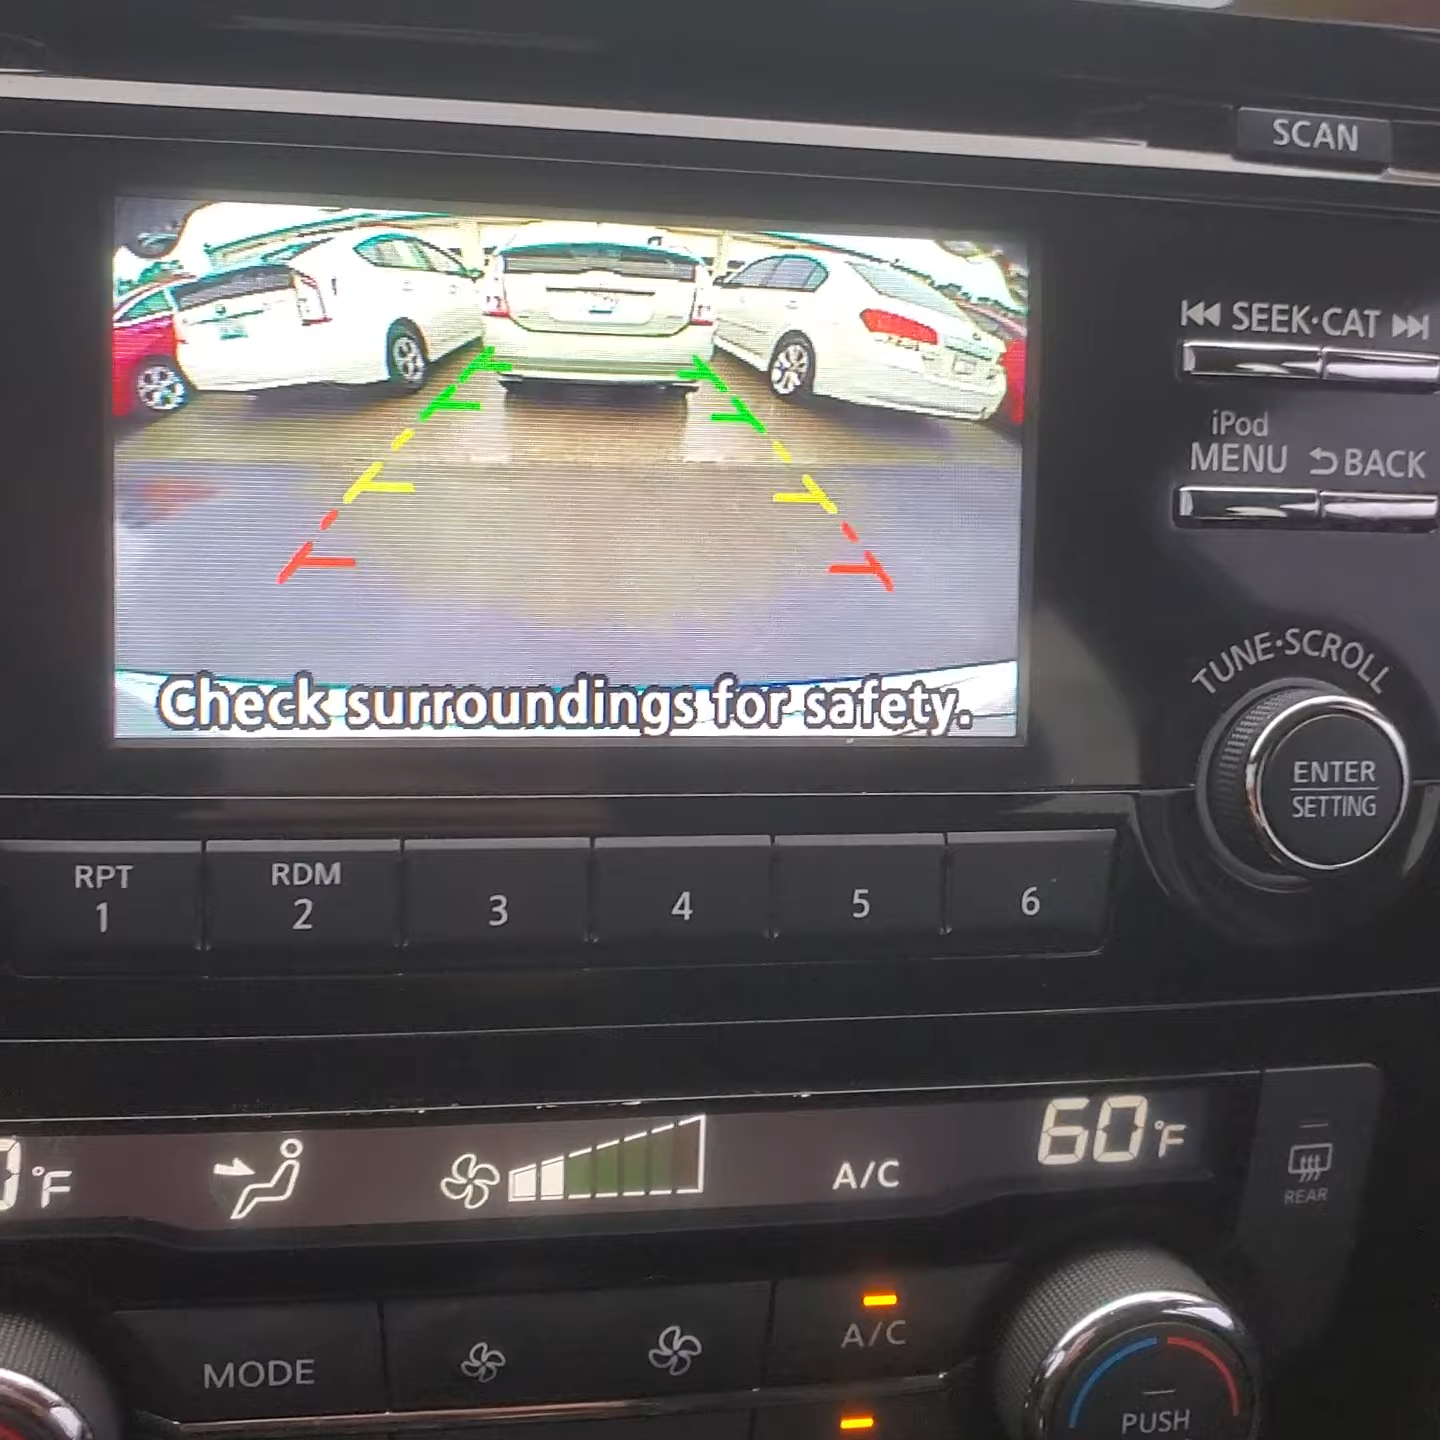 SCAN
SEEK·CAT
iPod
MENU BACK
TUNE·SCROLL
ENTER
SETTING
Check surroundings for safety.
RPT
1
RDM
2
3
4
5
6
°F
A/C
60°F
REAR
MODE
A/C
PUSH